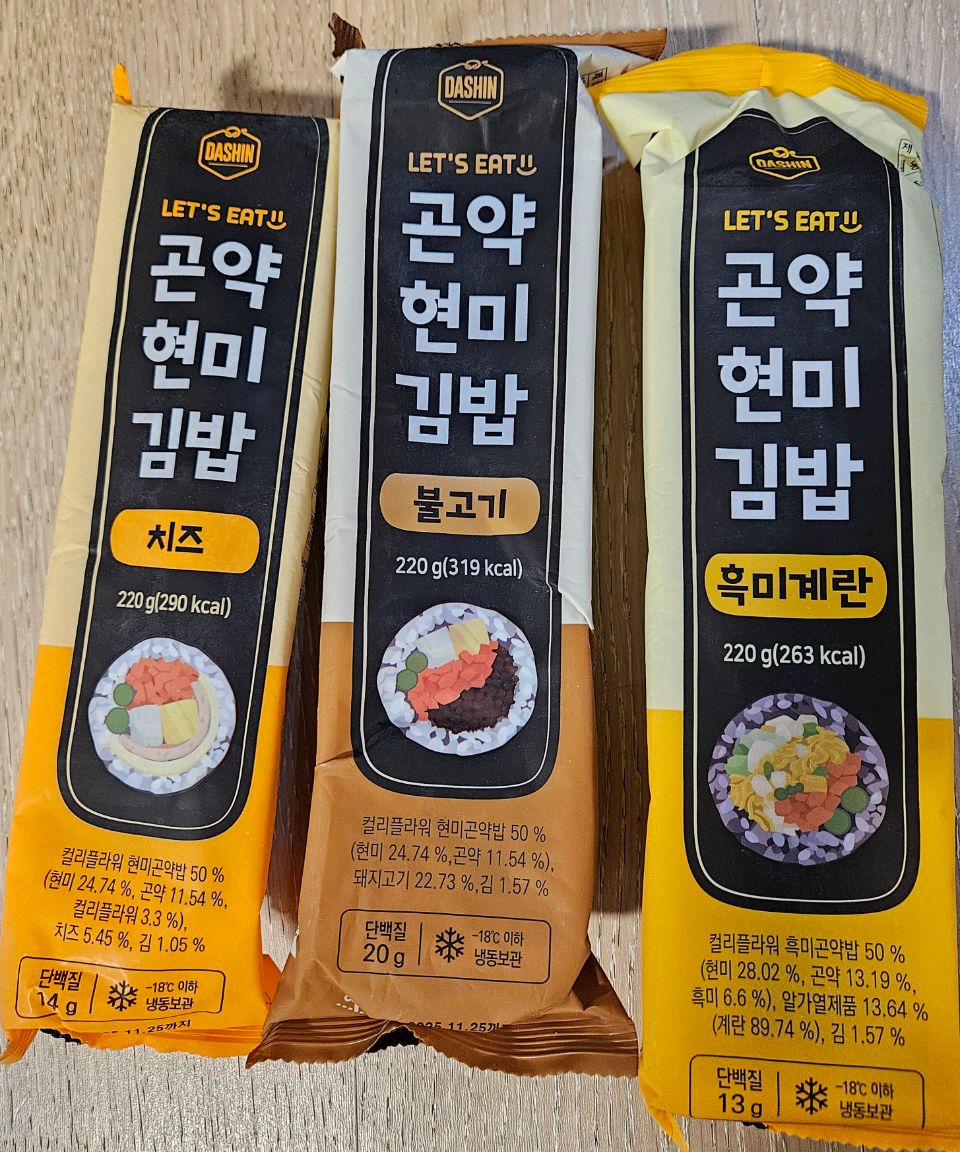 DASHIN
LET'S EAT
곤약
현미
김밥
치즈
220 g(290 kcal)
컬리플라워 현미곤약밥 50 %
(현미 24.74 %, 곤약 11.54 %,
컬리플라워 3.3 %),
치즈 5.45 %, 김 1.05 %
단백질
14 g
-18℃ 이하
냉동보관
11.25까지
DASHIN
LET'S EAT
곤약
현미
김밥
불고기
220 g(319 kcal)
컬리플라워 현미곤약밥 50 %
(현미 24.74 %,곤약 11.54 %),
돼지고기 22.73 %,김 1.57 %
단백질
20 g
-18℃ 이하
냉동보관
11.25까
DASHIN
LET'S EAT
곤약
현미
김밥
흑미계란
220 g(263 kcal)
컬리플라워 흑미곤약밥 50 %
(현미 28.02 %, 곤약 13.19 %,
흑미 6.6 %), 알가열제품 13.64 %
(계란 89.74 %), 김 1.57 %
단백질
13 g
-18℃ 이하
냉동보관